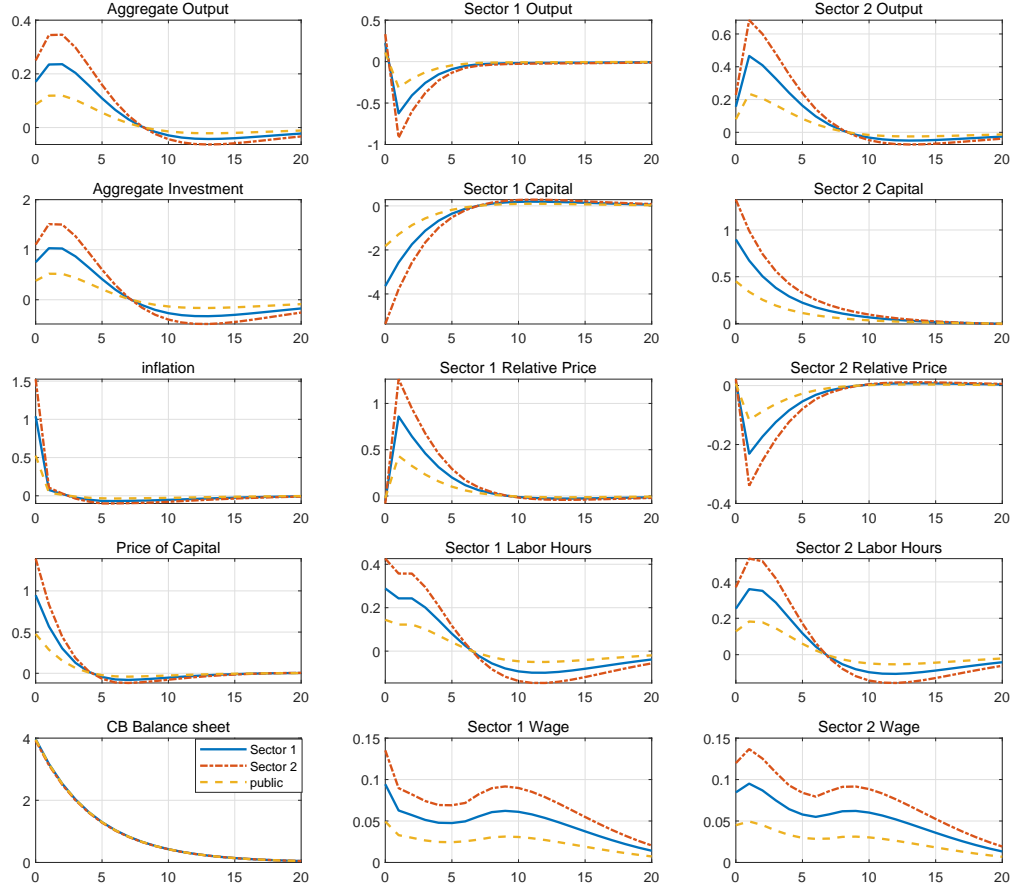 Aggregate Output
Sector 1 Output
Sector 2 Output
0.4
0.2
0
0 5 10 15 20
0.5
0
-0.5
-1
0 5 10 15 20
0.6
0.4
0.2
0
0 5 10 15 20
Aggregate Investment
Sector 1 Capital
Sector 2 Capital
2
1
0
0 5 10 15 20
0
-2
-4
0 5 10 15 20
1
0.5
0
0 5 10 15 20
inflation
Sector 1 Relative Price
Sector 2 Relative Price
1.5
1
0.5
0
0 5 10 15 20
1
0.5
0
0 5 10 15 20
0
-0.2
-0.4
0 5 10 15 20
Price of Capital
Sector 1 Labor Hours
Sector 2 Labor Hours
1
0.5
0
0 5 10 15 20
0.4
0.2
0
0 5 10 15 20
0.4
0.2
0
0 5 10 15 20
CB Balance sheet
Sector 1 Wage
Sector 2 Wage
4
2
0
0 5 10 15 20
Sector 1
Sector 2
public
0.15
0.1
0.05
0
0 5 10 15 20
0.15
0.1
0.05
0
0 5 10 15 20